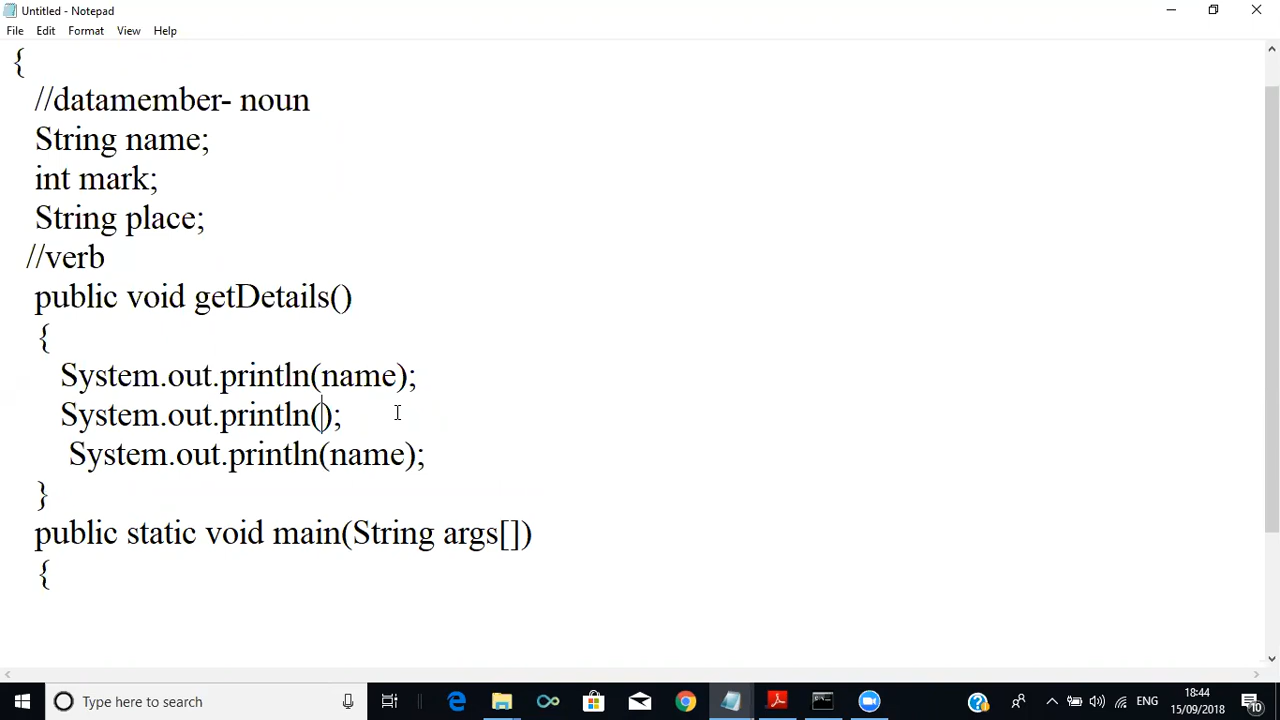 Untitled - Notepad
File Edit Format View Help
{
//datamember- noun
String name;
int mark;
String place;
//verb
public void getDetails()
{
System.out.println(name);
System.out.println();
System.out.println(name);
}
public static void main(String args[])
{
Type here to search
ENG
18:44
15/09/2018
10